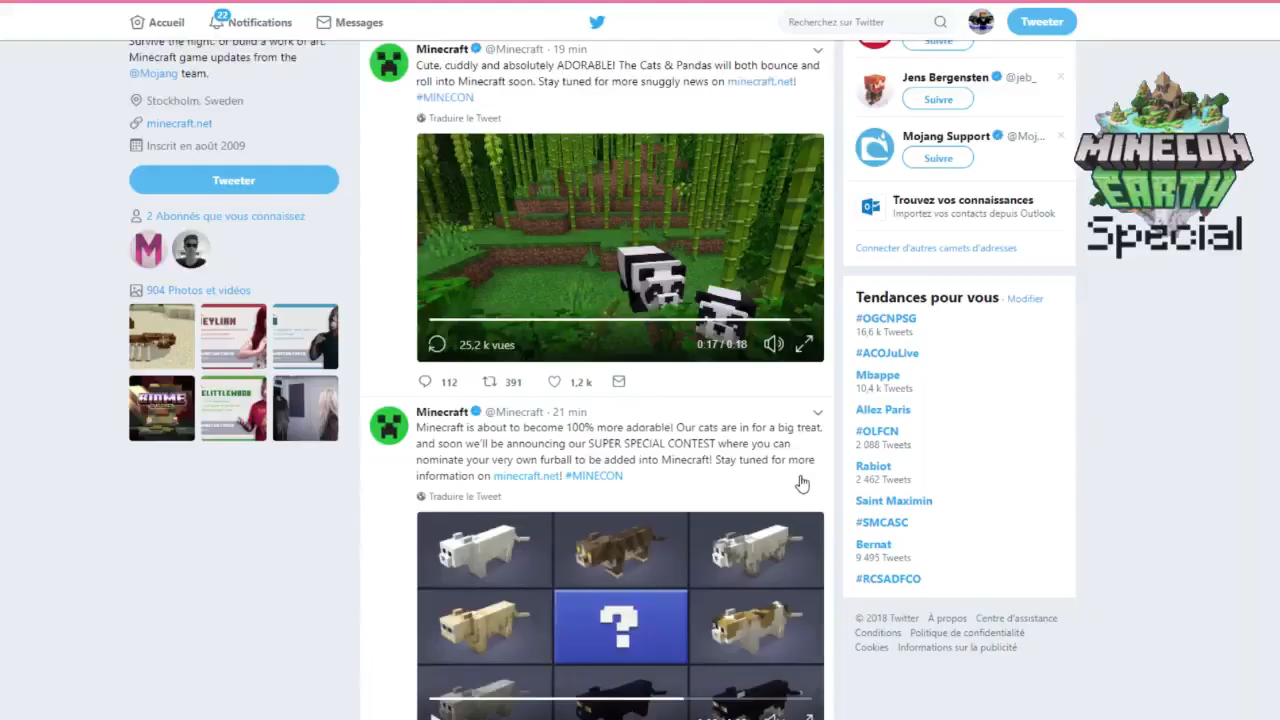 Accueil
22
Notifications
Messages
Recherchez sur Twitter
Tweeter
Survive the night, or build a work of art.
Minecraft game updates from the
@Mojang team.
Stockholm, Sweden
minecraft.net
Inscrit en août 2009
Tweeter
2 Abonnés que vous connaissez
M
904 Photos et vidéos
EYLIAN
BIOME
ELITTLEWOOD
Minecraft @Minecraft · 19 min
Cute, cuddly and absolutely ADORABLE! The Cats & Pandas will both bounce and
roll into Minecraft soon. Stay tuned for more snuggly news on minecraft.net!
#MINECON
Traduire le Tweet
25,2 k vues
0:17 / 0:18
112
391
1,2 k
Minecraft @Minecraft · 21 min
Minecraft is about to become 100% more adorable! Our cats are in for a big treat,
and soon we'll be announcing our SUPER SPECIAL CONTEST where you can
nominate your very own furball to be added into Minecraft! Stay tuned for more
information on minecraft.net! #MINECON
Traduire le Tweet
?
Suivre
Jens Bergensten @jeb_
Suivre
Mojang Support @Moj...
Suivre
Trouvez vos connaissances
Importez vos contacts depuis Outlook
Connecter d'autres carnets d'adresses
Tendances pour vous · Modifier
#OGCNPSG
16,6 k Tweets
#ACOJuLive
Mbappe
10,4 k Tweets
Allez Paris
#OLFCN
2 088 Tweets
Rabiot
2 462 Tweets
Saint Maximin
#SMCASC
Bernat
9 495 Tweets
#RCSADFCO
© 2018 Twitter À propos Centre d'assistance
Conditions Politique de confidentialité
Cookies Informations sur la publicité
MINECON
EARTH
Special